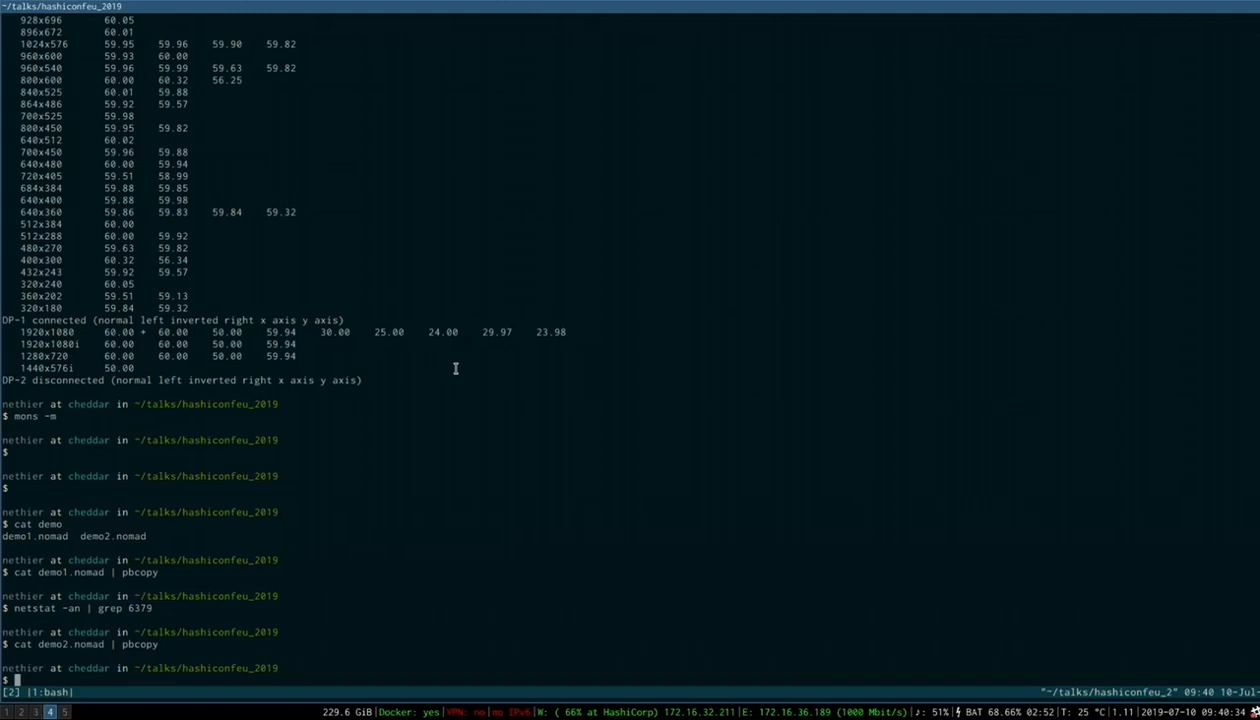 ~/talks/hashiconfeu_2019
928x696 60.05
896x672 60.01
1024x576 59.95 59.96 59.90 59.82
960x600 59.93 60.00
960x540 59.96 59.99 59.63 59.82
800x600 60.00 60.32 56.25
840x525 60.01 59.88
864x486 59.92 59.57
700x525 59.98
800x450 59.95 59.82
640x512 60.02
700x450 59.96 59.88
640x480 60.00 59.94
720x405 59.51 58.99
684x384 59.88 59.85
640x400 59.88 59.98
640x360 59.86 59.83 59.84 59.32
512x384 60.00
512x288 60.00 59.92
480x270 59.63 59.82
400x300 60.32 56.34
432x243 59.92 59.57
320x240 60.05
360x202 59.51 59.13
320x180 59.84 59.32
DP-1 connected (normal left inverted right x axis y axis)
1920x1080 60.00 + 60.00 50.00 59.94 30.00 25.00 24.00 29.97 23.98
1920x1080i 60.00 60.00 50.00 59.94
1280x720 60.00 60.00 50.00 59.94
1440x576i 50.00
DP-2 disconnected (normal left inverted right x axis y axis)
nethier at cheddar in ~/talks/hashiconfeu_2019
$ mons -m
nethier at cheddar in ~/talks/hashiconfeu_2019
$
nethier at cheddar in ~/talks/hashiconfeu_2019
$
nethier at cheddar in ~/talks/hashiconfeu_2019
$ cat demo
demo1.nomad demo2.nomad
nethier at cheddar in ~/talks/hashiconfeu_2019
$ cat demo1.nomad | pbcopy
nethier at cheddar in ~/talks/hashiconfeu_2019
$ netstat -an | grep 6379
nethier at cheddar in ~/talks/hashiconfeu_2019
$ cat demo2.nomad | pbcopy
nethier at cheddar in ~/talks/hashiconfeu_2019
$
[2] |1:bash| "~/talks/hashiconfeu_2" 09:40 10-Jul-
1 2 3 4 5 229.6 GiB|Docker: yes|VPN: no|no IPv6|W: ( 66% at HashiCorp) 172.16.32.211|E: 172.16.36.189 (1000 Mbit/s)|♪: 51%|⚡ BAT 68.66% 02:52|T: 25 °C|1.11|2019-07-10 09:40:34